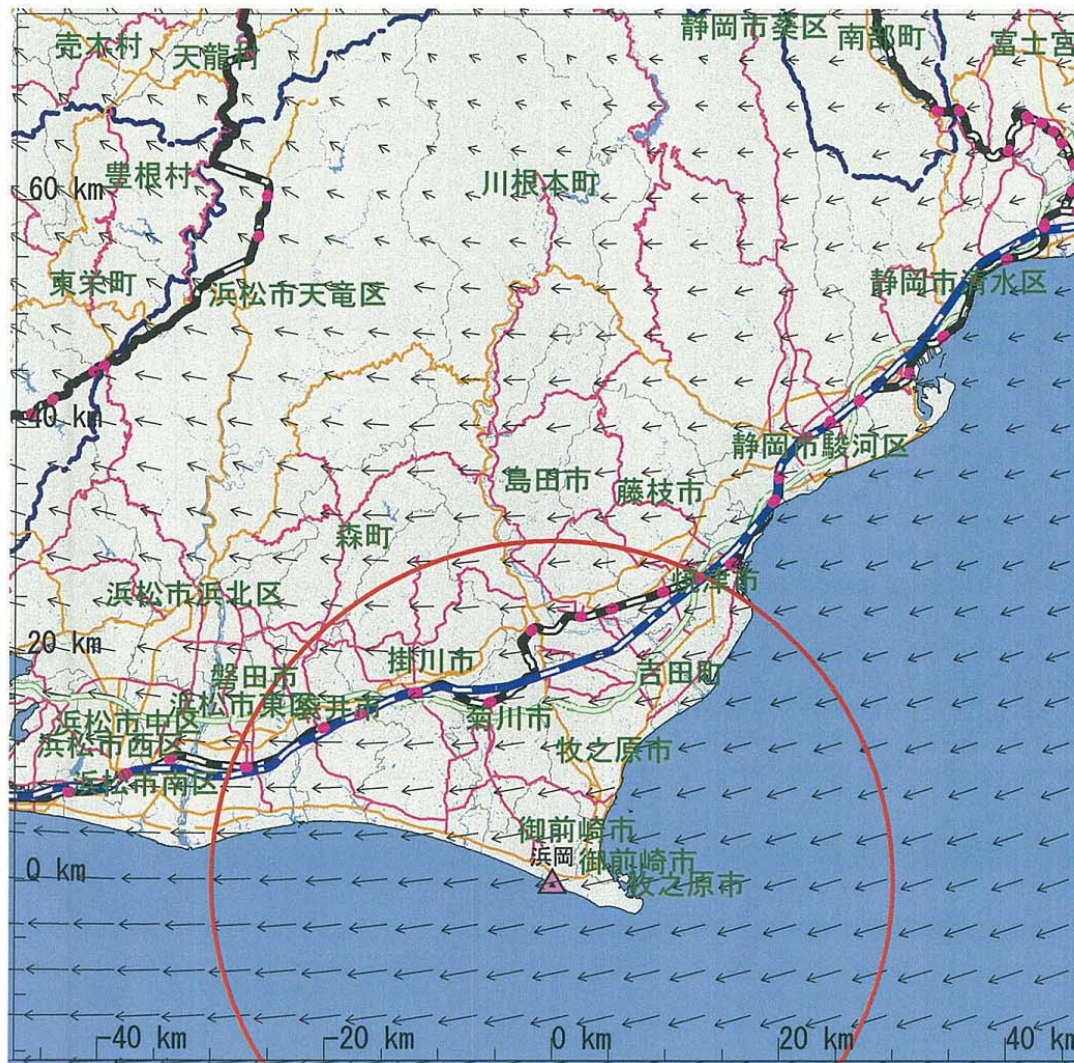 売木村
天龍村
静岡市葵区
南部町
富士宮
豊根村
60 km
川根本町
東栄町
浜松市天竜区
静岡市清水区
40 km
静岡市駿河区
島田市
藤枝市
森町
焼津市
浜松市浜北区
20 km
掛川市
磐田市
吉田町
浜松市東区
袋井市
菊川市
浜松市中区
浜松市西区
牧之原市
浜松市南区
御前崎市
浜岡
御前崎市
0 km
牧之原市
-40 km
-20 km
0 km
20 km
40 km